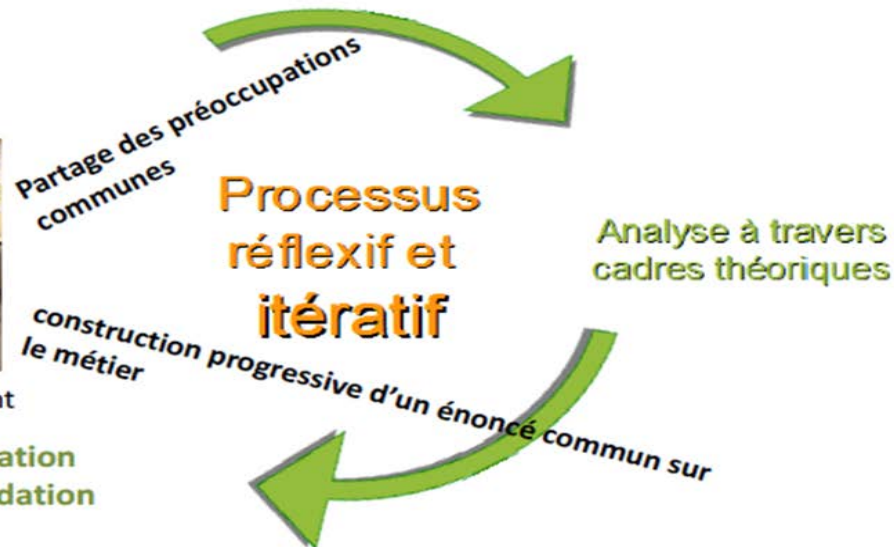 Partage des préoccupations
communes
Processus
réflexif et
itératif
Analyse à travers
cadres théoriques
construction progressive d’un énoncé commun sur
le métier